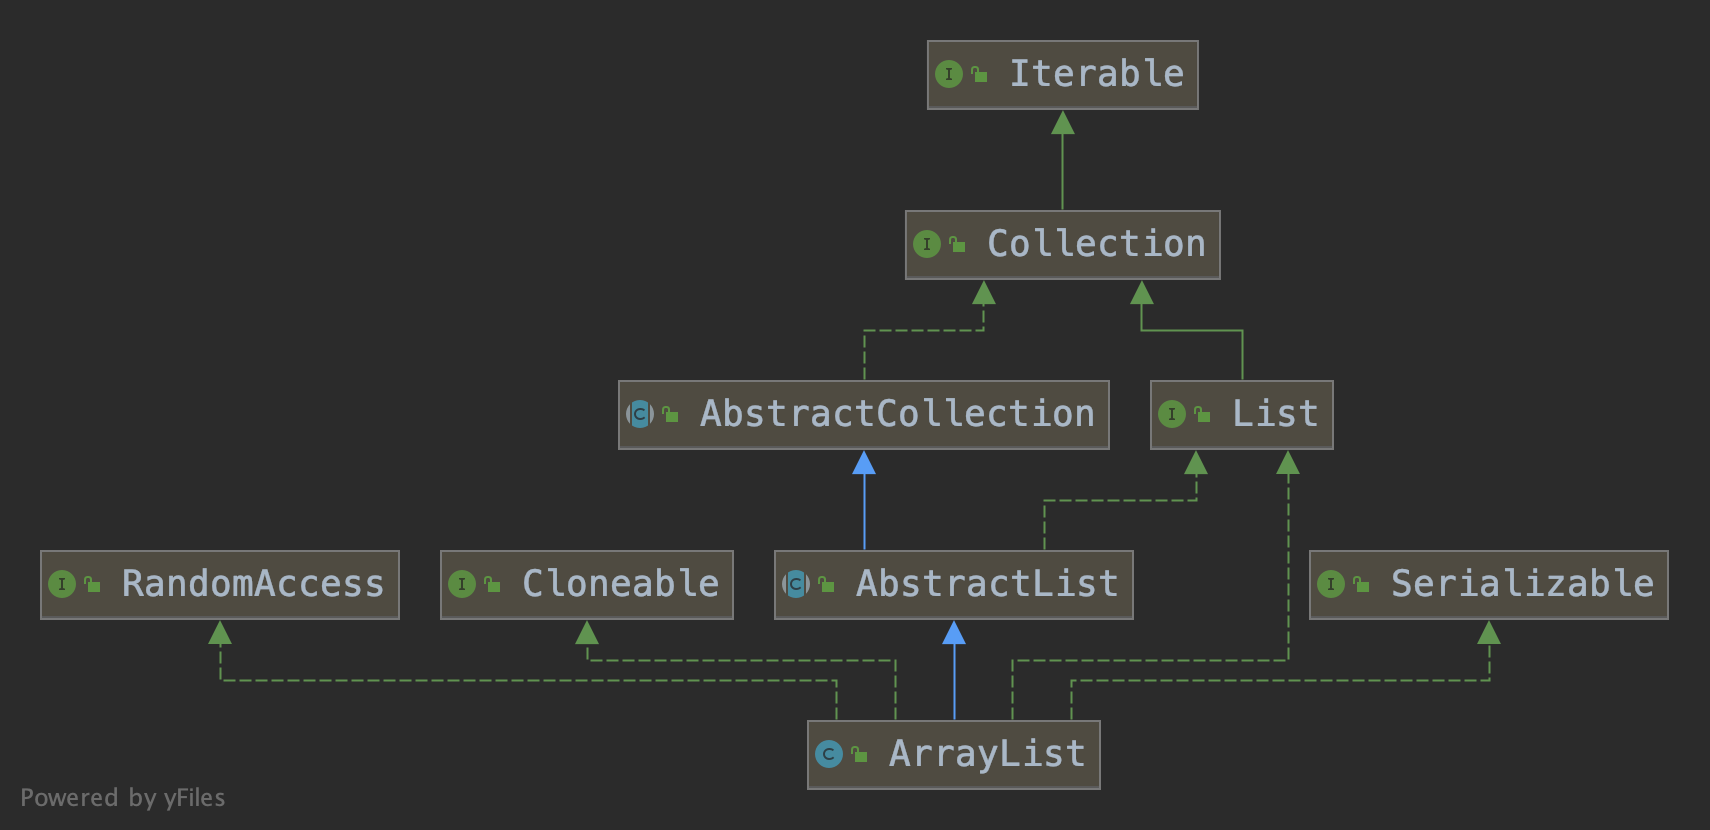 Iterable
Collection
AbstractCollection
List
RandomAccess
Cloneable
AbstractList
Serializable
ArrayList
Powered by yFiles